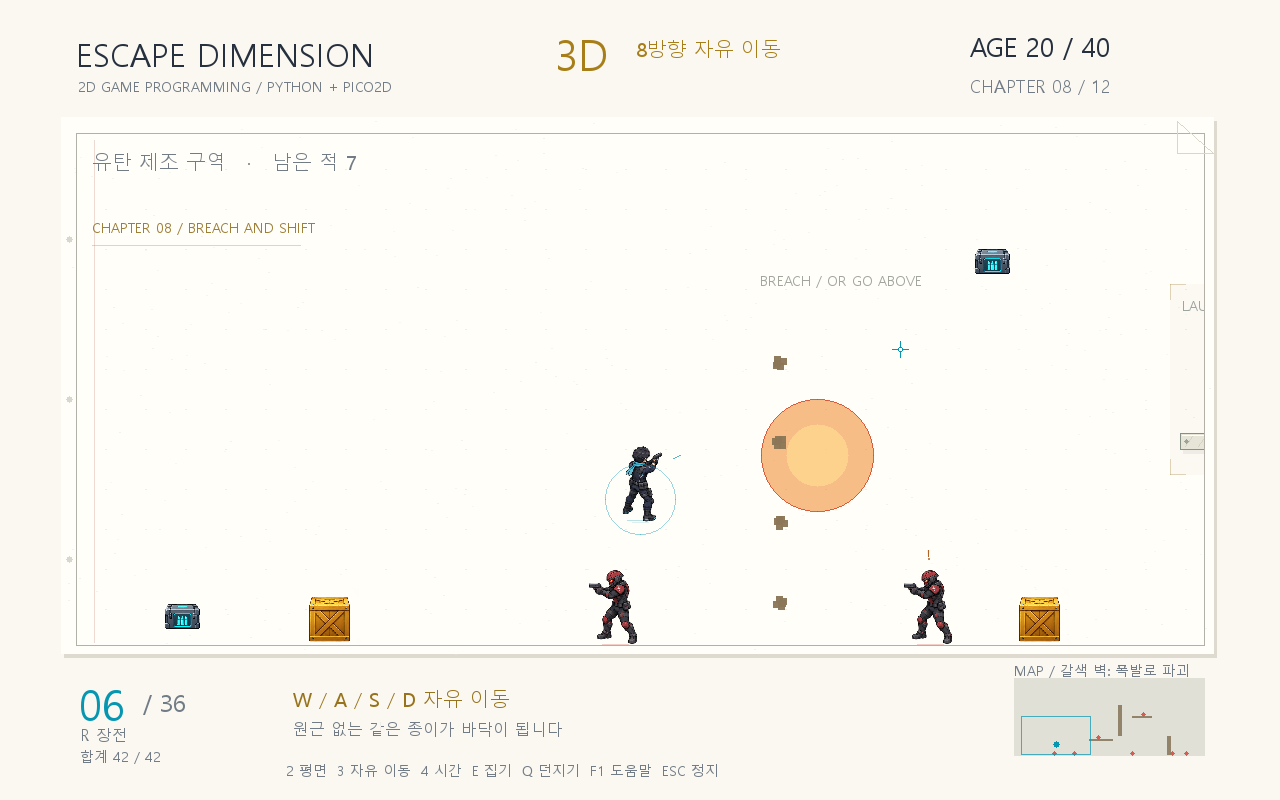 ESCAPE DIMENSION
2D GAME PROGRAMMING / PYTHON + PICO2D
3D 8방향 자유 이동
AGE 20 / 40
CHAPTER 08 / 12
유탄 제조 구역 · 남은 적 7
CHAPTER 08 / BREACH AND SHIFT
BREACH / OR GO ABOVE
LAU
!
06 / 36
R 장전
합계 42 / 42
W / A / S / D 자유 이동
원근 없는 같은 종이가 바닥이 됩니다
2 평면 3 자유 이동 4 시간 E 집기 Q 던지기 F1 도움말 ESC 정지
MAP / 갈색 벽: 폭발로 파괴